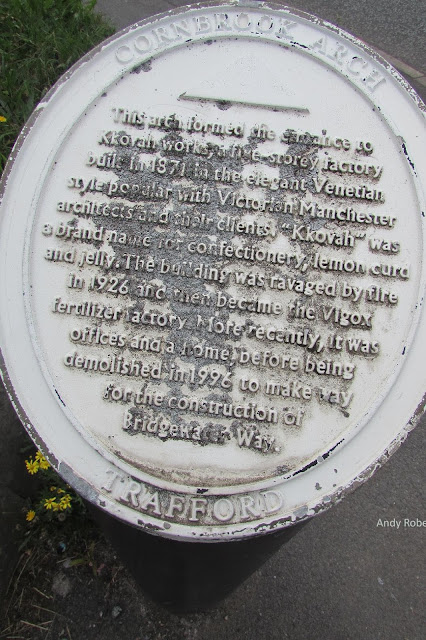 CORNBROOK ARCH
This arch formed the entrance to
Kkovah works, a five-storey factory
built in 1871 in the elegant Venetian
style popular with Victorian Manchester
architects and their clients. "Kkovah" was
a brand name for confectionery, lemon curd
and jelly. The building was ravaged by fire
in 1926 and then became the Vigox
fertilizer factory. More recently, it was
offices and a home, before being
demolished in 1996 to make way
for the construction of
Bridgewater Way.
TRAFFORD
Andy Robe